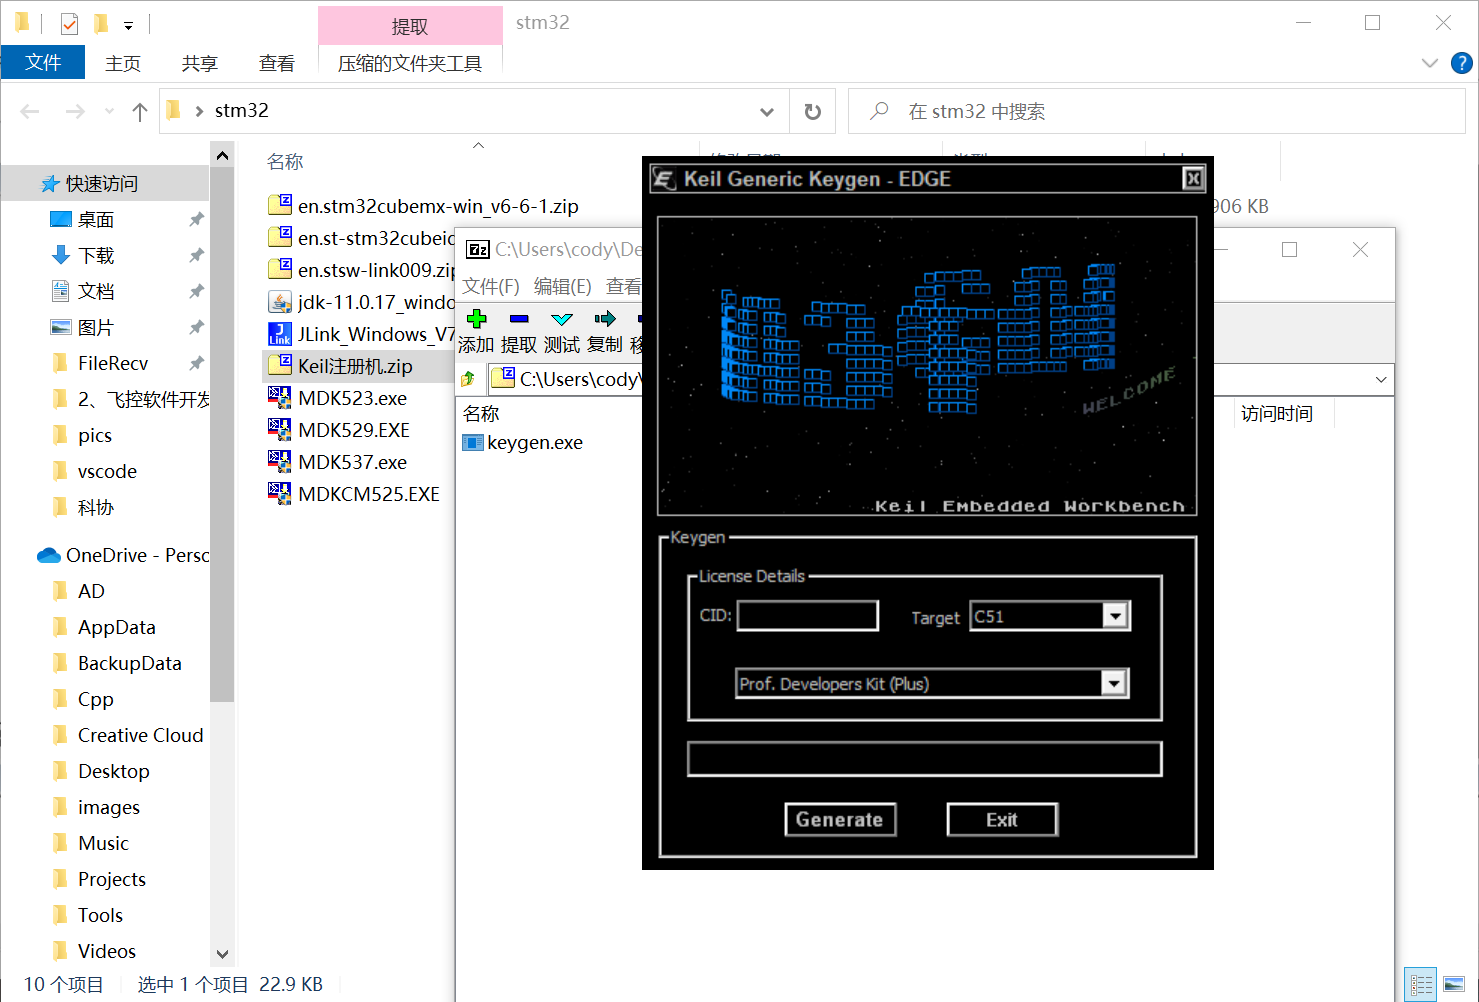 提取
stm32
文件
主页
共享
查看
压缩的文件夹工具
stm32
在 stm32 中搜索
快速访问
桌面
下载
文档
图片
FileRecv
2、飞控软件开发
pics
vscode
科协
OneDrive - Perso
AD
AppData
BackupData
Cpp
Creative Cloud
Desktop
images
Music
Projects
Tools
Videos
10 个项目
选中 1 个项目 22.9 KB
名称
en.stm32cubemx-win_v6-6-1.zip
906 KB
en.st-stm32cubeid
en.stsw-link009.zip
jdk-11.0.17_windo
JLink_Windows_V7
Keil注册机.zip
MDK523.exe
MDK529.EXE
MDK537.exe
MDKCM525.EXE
C:\Users\cody\De
文件(F)
编辑(E)
查看
添加
提取
测试
复制
移
C:\Users\cody\
名称
访问时间
keygen.exe
Keil Generic Keygen - EDGE
WELCOME
Keil Embedded Workbench
Keygen
License Details
CID:
Target
C51
Prof. Developers Kit (Plus)
Generate
Exit